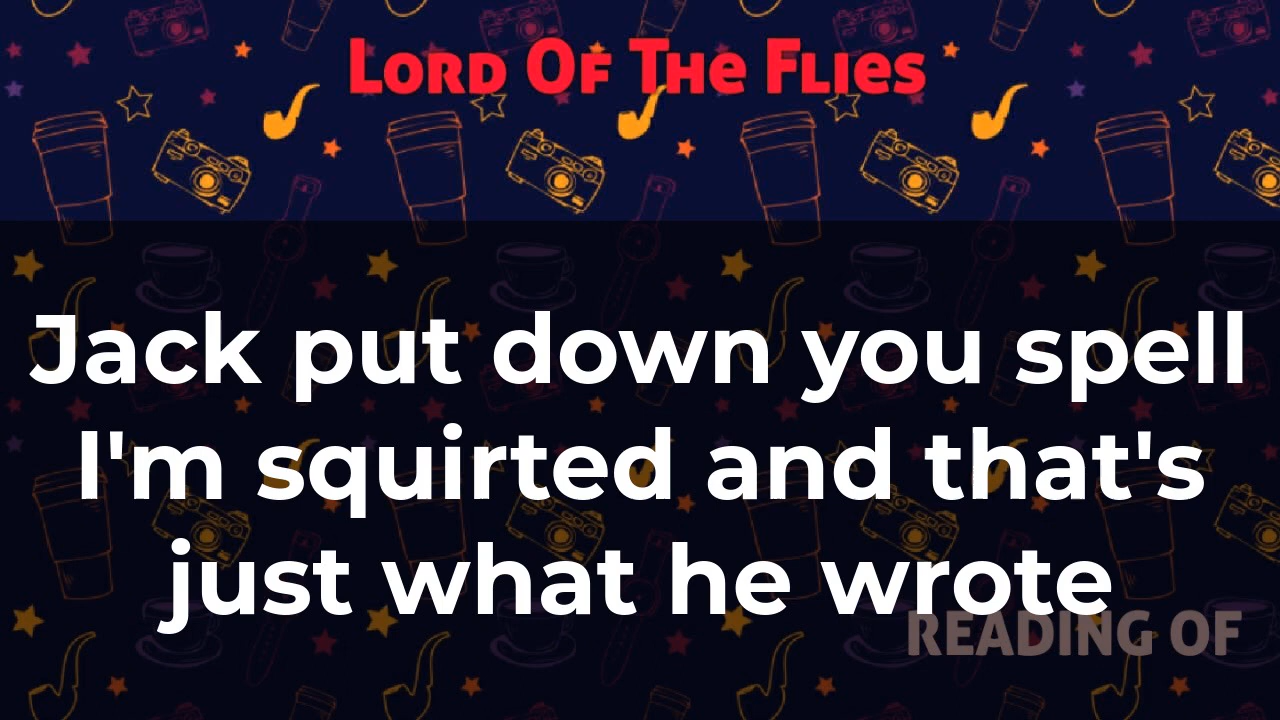 Lord Of The Flies
Jack put down you spell
I'm squirted and that's
just what he wrote
READING OF